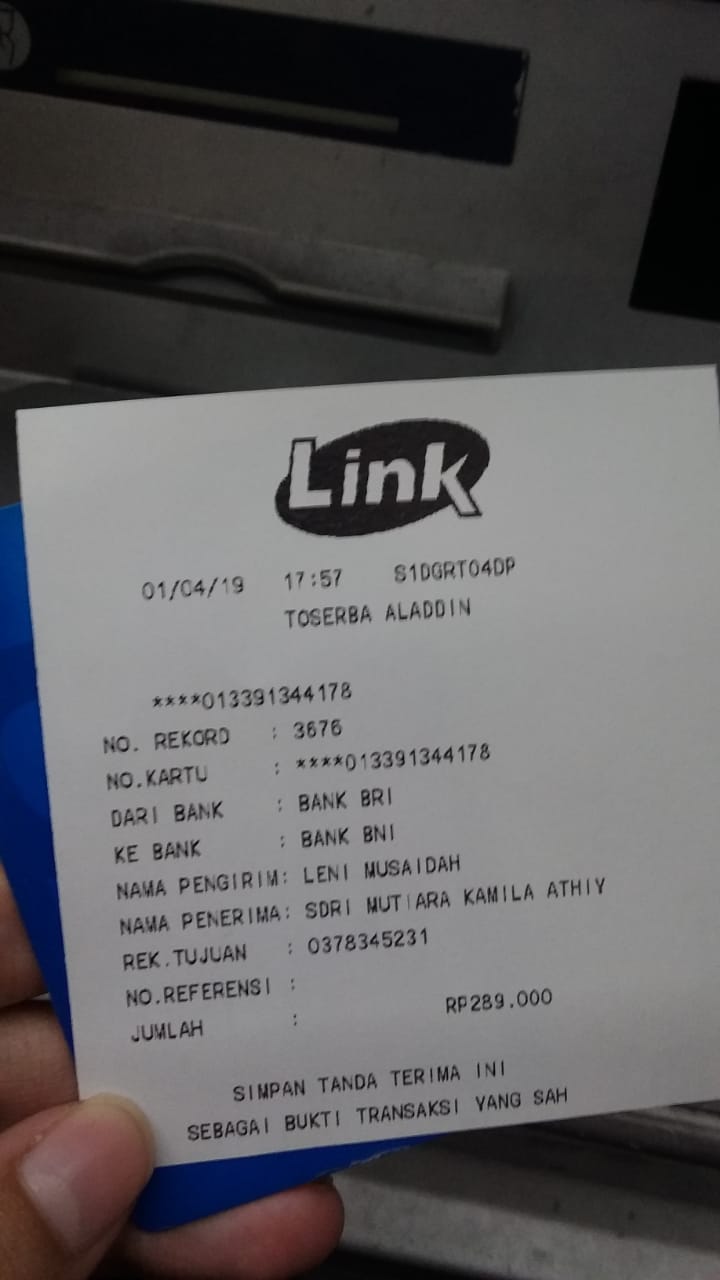 Link
01/04/19 17:57 S1DGRT04DP
TOSERBA ALADDIN
****013391344178
NO. REKORD : 3676
NO.KARTU : ****013391344178
DARI BANK : BANK BRI
KE BANK : BANK BNI
NAMA PENGIRIM: LENI MUSAIDAH
NAMA PENERIMA: SDRI MUTIARA KAMILA ATHIY
REK.TUJUAN : 0378345231
NO.REFERENSI :
JUMLAH : RP289.000
SIMPAN TANDA TERIMA INI
SEBAGAI BUKTI TRANSAKSI YANG SAH